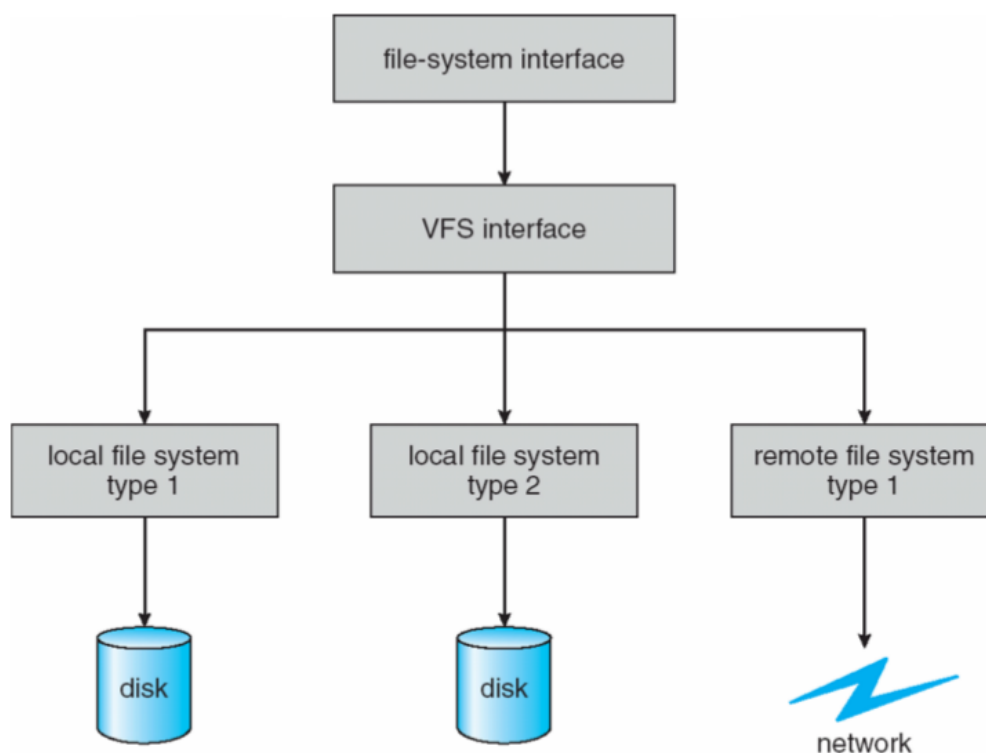 file-system interface
VFS interface
local file system
type 1
local file system
type 2
remote file system
type 1
disk
disk
network